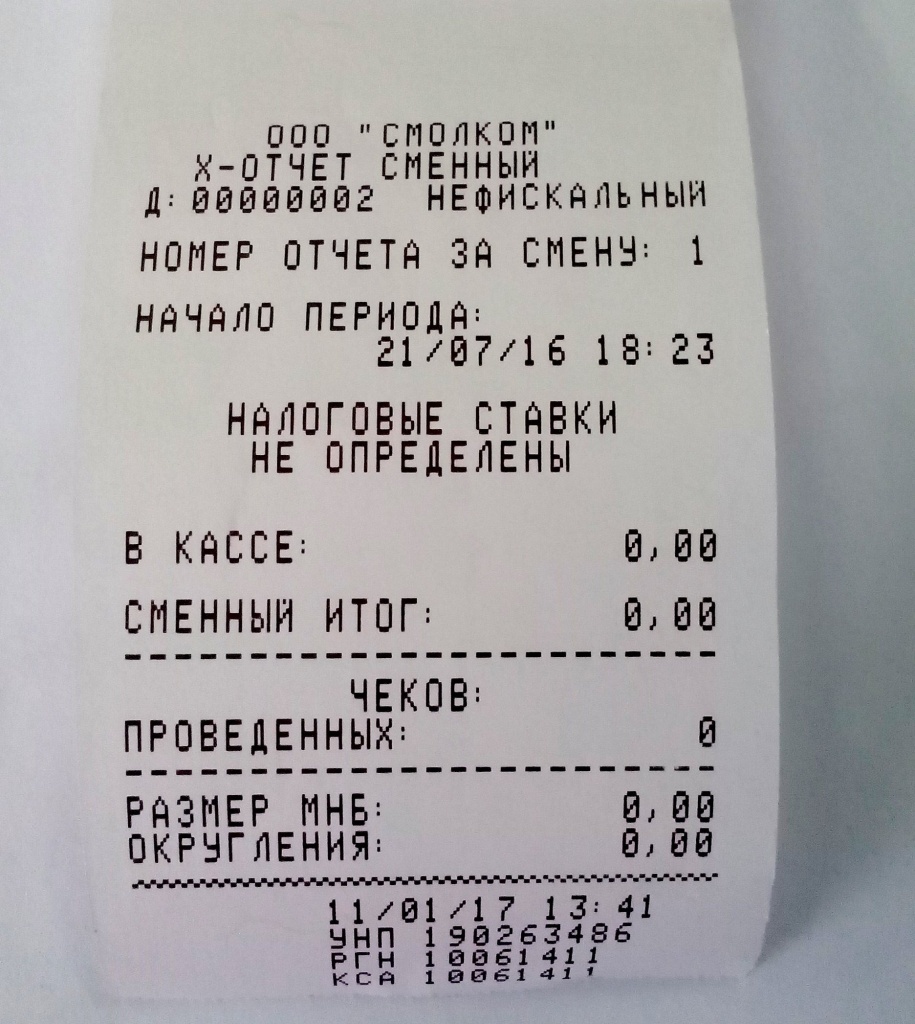 ООО "СМОЛКОМ"
Х-ОТЧЕТ СМЕННЫЙ
Д: 00000002 НЕФИСКАЛЬНЫЙ
НОМЕР ОТЧЕТА ЗА СМЕНУ: 1
НАЧАЛО ПЕРИОДА:
21/07/16 18:23
НАЛОГОВЫЕ СТАВКИ
НЕ ОПРЕДЕЛЕНЫ
В КАССЕ: 0,00
СМЕННЫЙ ИТОГ: 0,00
ЧЕКОВ:
ПРОВЕДЕННЫХ: 0
РАЗМЕР МНБ: 0,00
ОКРУГЛЕНИЯ: 0,00
11/01/17 13:41
УНП 190263486
РГН 10061411
КСА 10061411